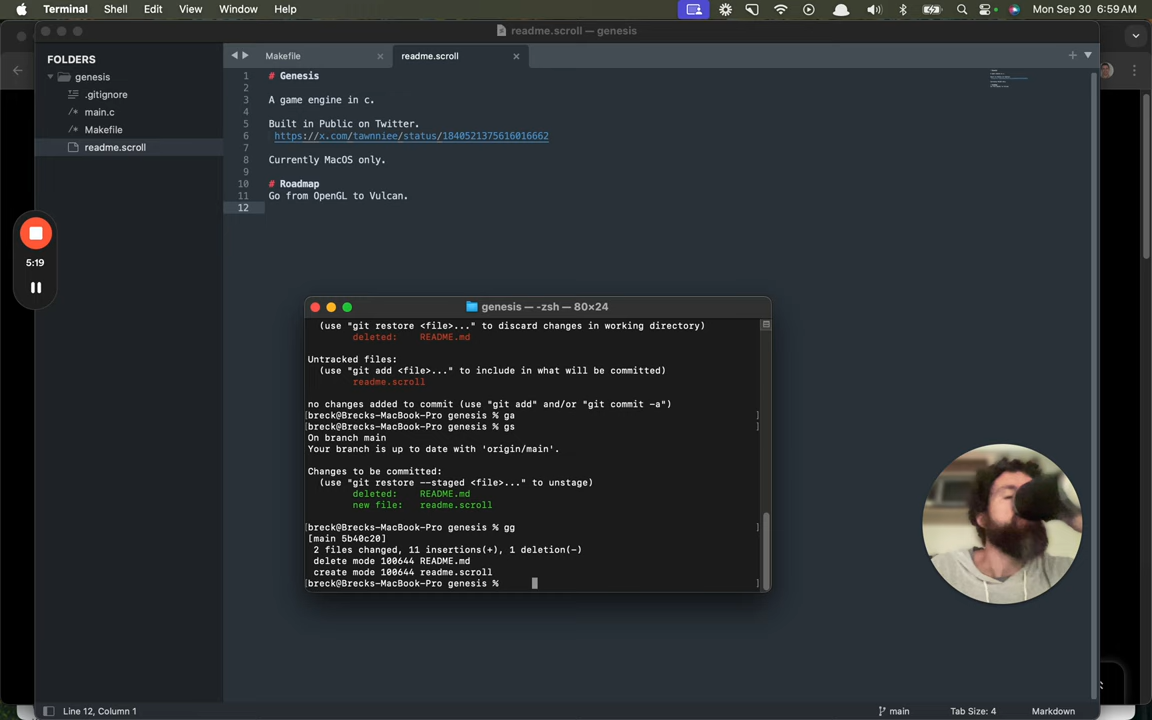 Terminal Shell Edit View Window Help Mon Sep 30 6:59AM
readme.scroll — genesis
FOLDERS
genesis
.gitignore
main.c
Makefile
readme.scroll
5:19
Makefile
readme.scroll
1 # Genesis
2
3 A game engine in c.
4
5 Built in Public on Twitter.
6 https://x.com/tawnniee/status/1840521375616016662
7
8 Currently MacOS only.
9
10 # Roadmap
11 Go from OpenGL to Vulcan.
12
genesis — -zsh — 80×24
(use "git restore <file>..." to discard changes in working directory)
deleted: README.md
Untracked files:
(use "git add <file>..." to include in what will be committed)
readme.scroll
no changes added to commit (use "git add" and/or "git commit -a")
[breck@Brecks-MacBook-Pro genesis % ga ]
[breck@Brecks-MacBook-Pro genesis % gs ]
On branch main
Your branch is up to date with 'origin/main'.
Changes to be committed:
(use "git restore --staged <file>..." to unstage)
deleted: README.md
new file: readme.scroll
[breck@Brecks-MacBook-Pro genesis % gg ]
[main 5b40c20]
2 files changed, 11 insertions(+), 1 deletion(-)
delete mode 100644 README.md
create mode 100644 readme.scroll
[breck@Brecks-MacBook-Pro genesis % ]
Line 12, Column 1
main
Tab Size: 4
Markdown